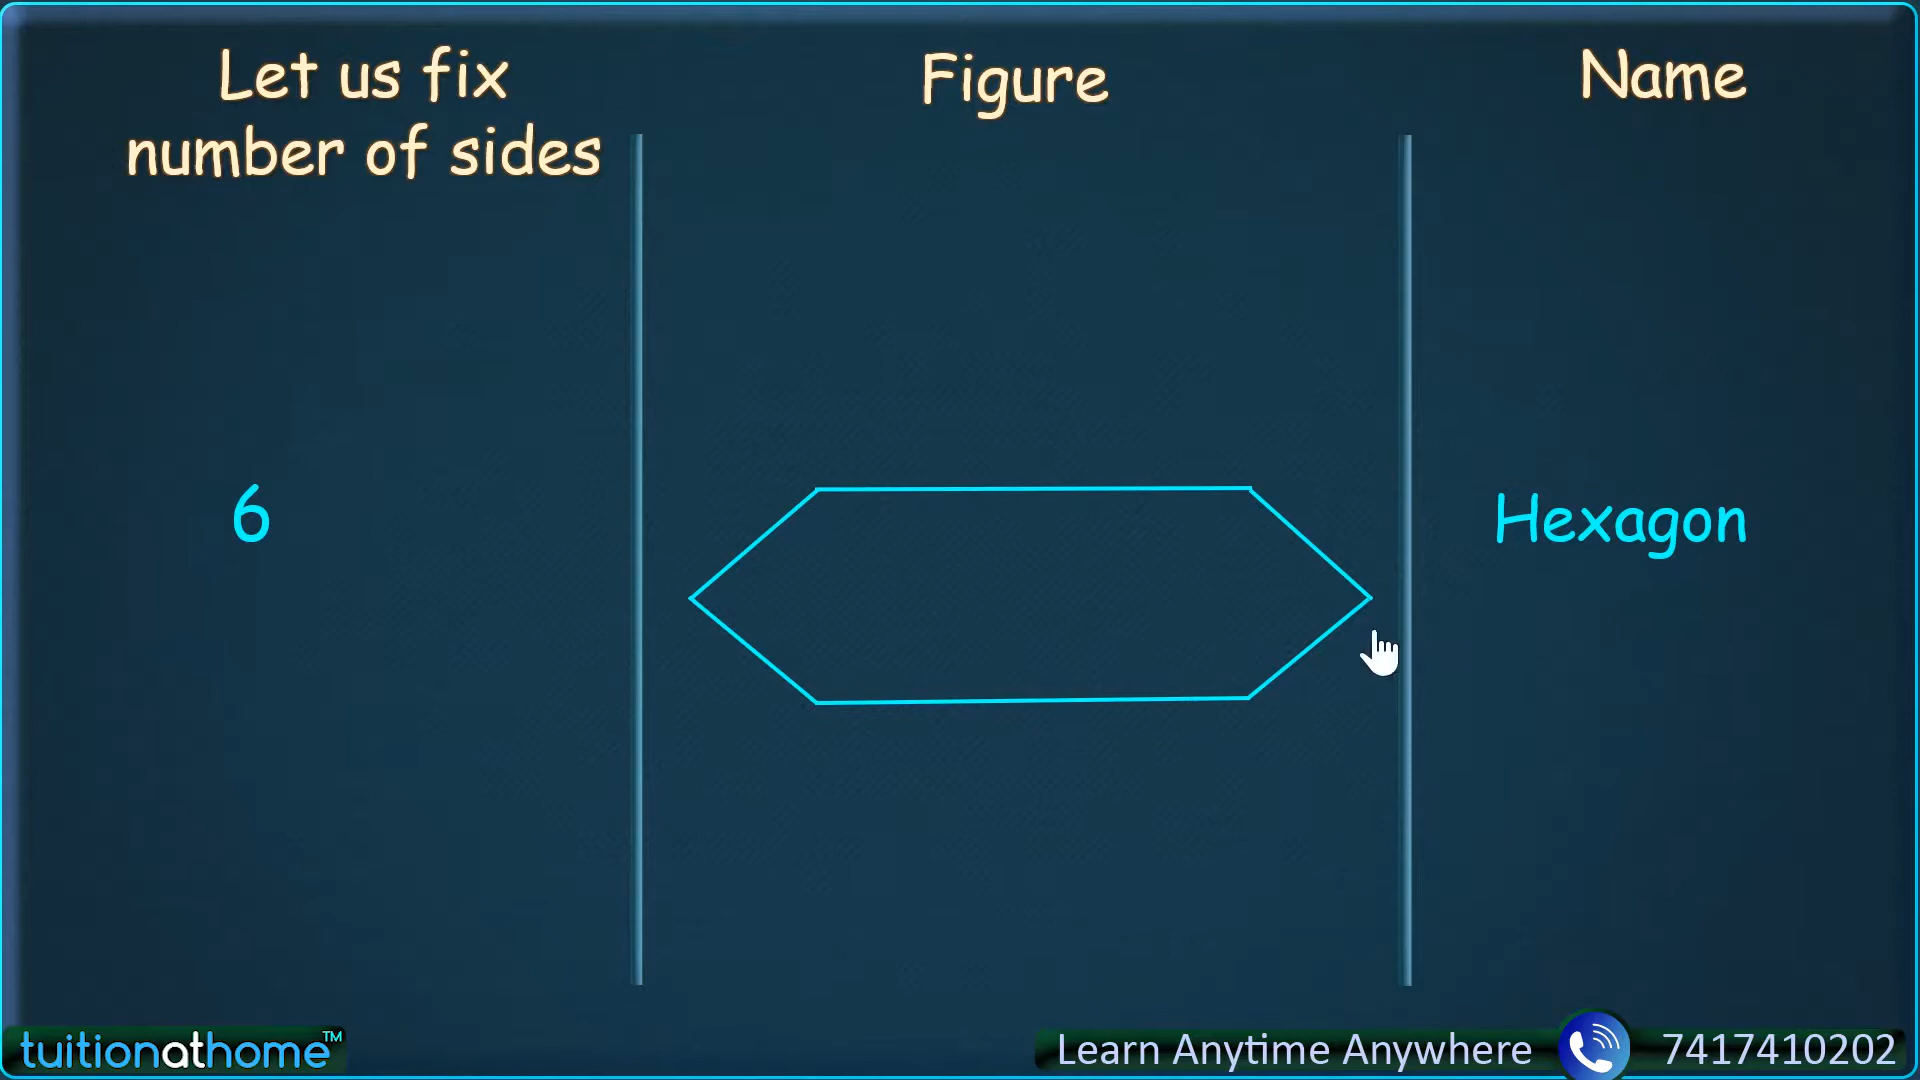 Let us fix
number of sides
Figure
Name
6
Hexagon
tuitionathome™
Learn Anytime Anywhere
7417410202